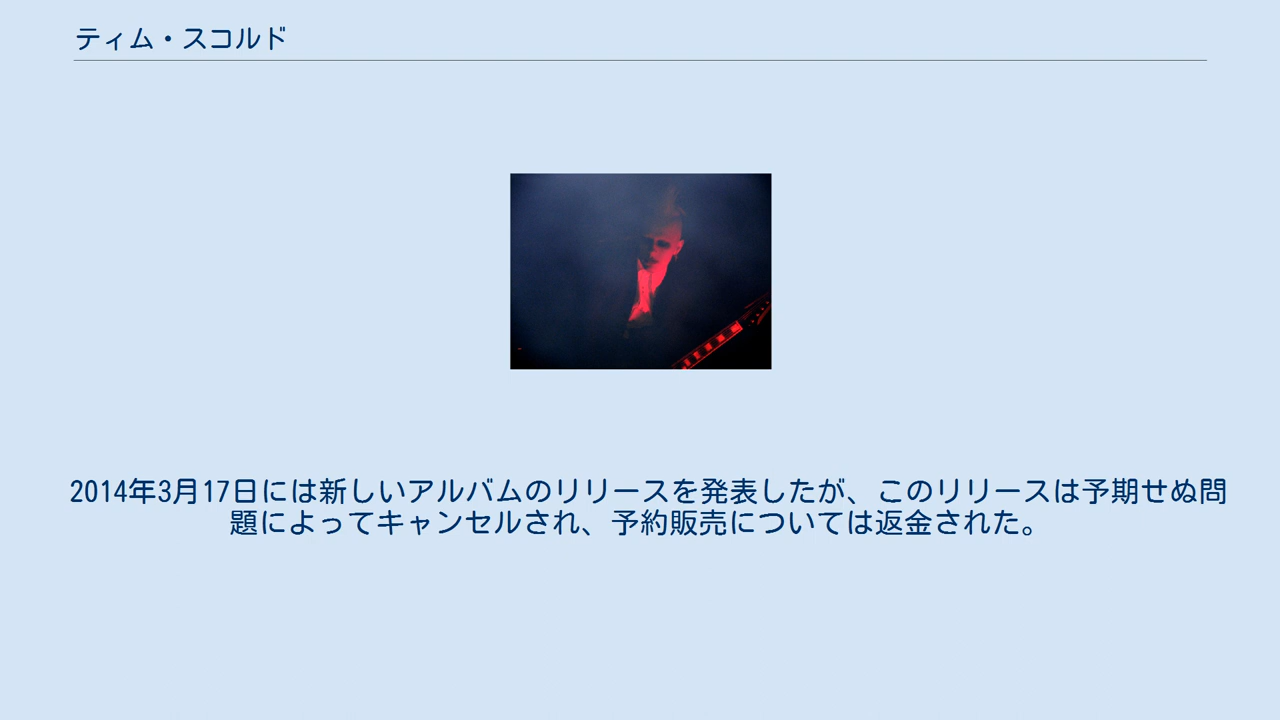 ティム・スコルド
2014年3月17日には新しいアルバムのリリースを発表したが、このリリースは予期せぬ問
題によってキャンセルされ、予約販売については返金された。